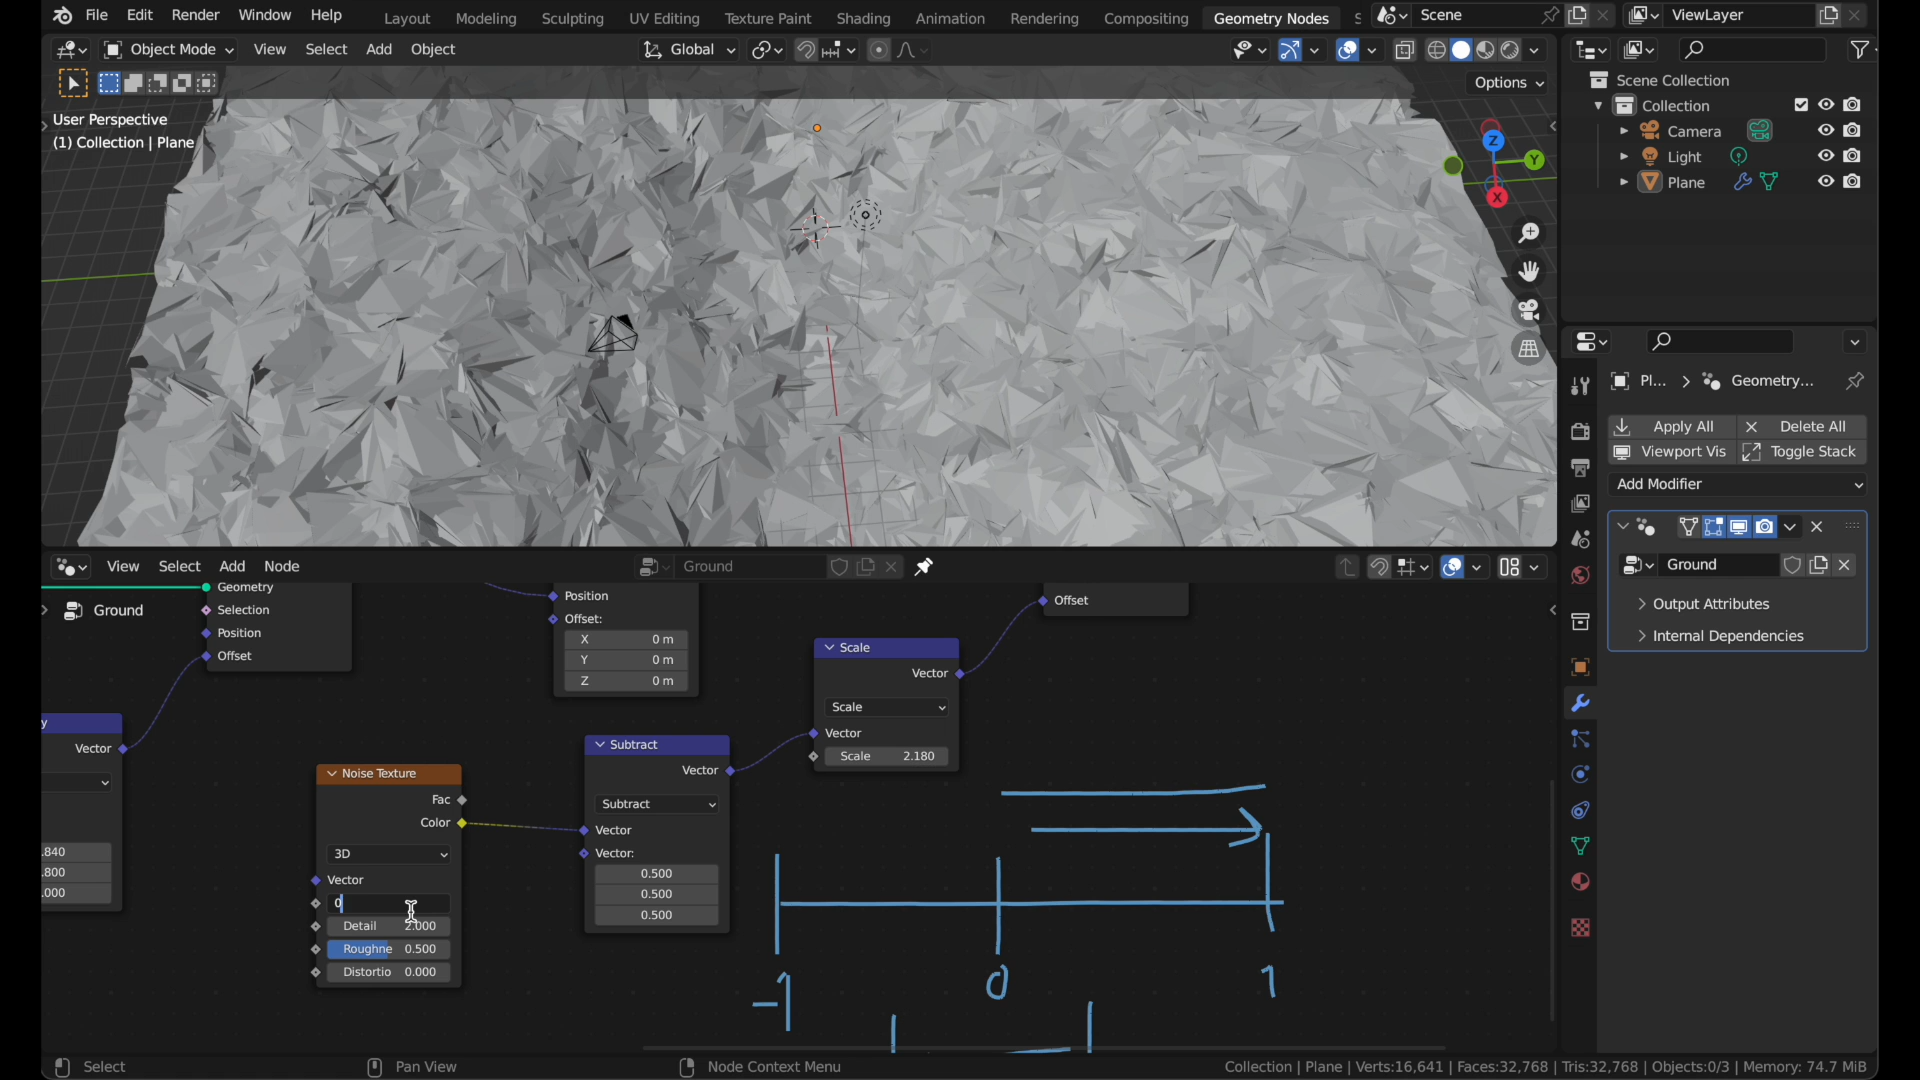 File Edit Render Window Help Layout Modeling Sculpting UV Editing Texture Paint Shading Animation Rendering Compositing Geometry Nodes Scene ViewLayer
Object Mode View Select Add Object Global
Options
User Perspective
(1) Collection | Plane
Z
Y
X
Scene Collection
Collection
Camera
Light
Plane
Pl... Geometry...
Apply All Delete All
Viewport Vis Toggle Stack
Add Modifier
Ground
Output Attributes
Internal Dependencies
View Select Add Node Ground
Ground
Geometry
Selection
Position
Offset
y
Vector
.840
.800
.000
Position
Offset:
X 0 m
Y 0 m
Z 0 m
Offset
Scale
Vector
Scale
Vector
Scale 2.180
Subtract
Vector
Subtract
Vector
Vector:
0.500
0.500
0.500
Noise Texture
Fac
Color
3D
Vector
0
Detail 2.000
Roughne 0.500
Distortio 0.000
-1 0 1
Select Pan View Node Context Menu Collection | Plane | Verts:16,641 | Faces:32,768 | Tris:32,768 | Objects:0/3 | Memory: 74.7 MiB